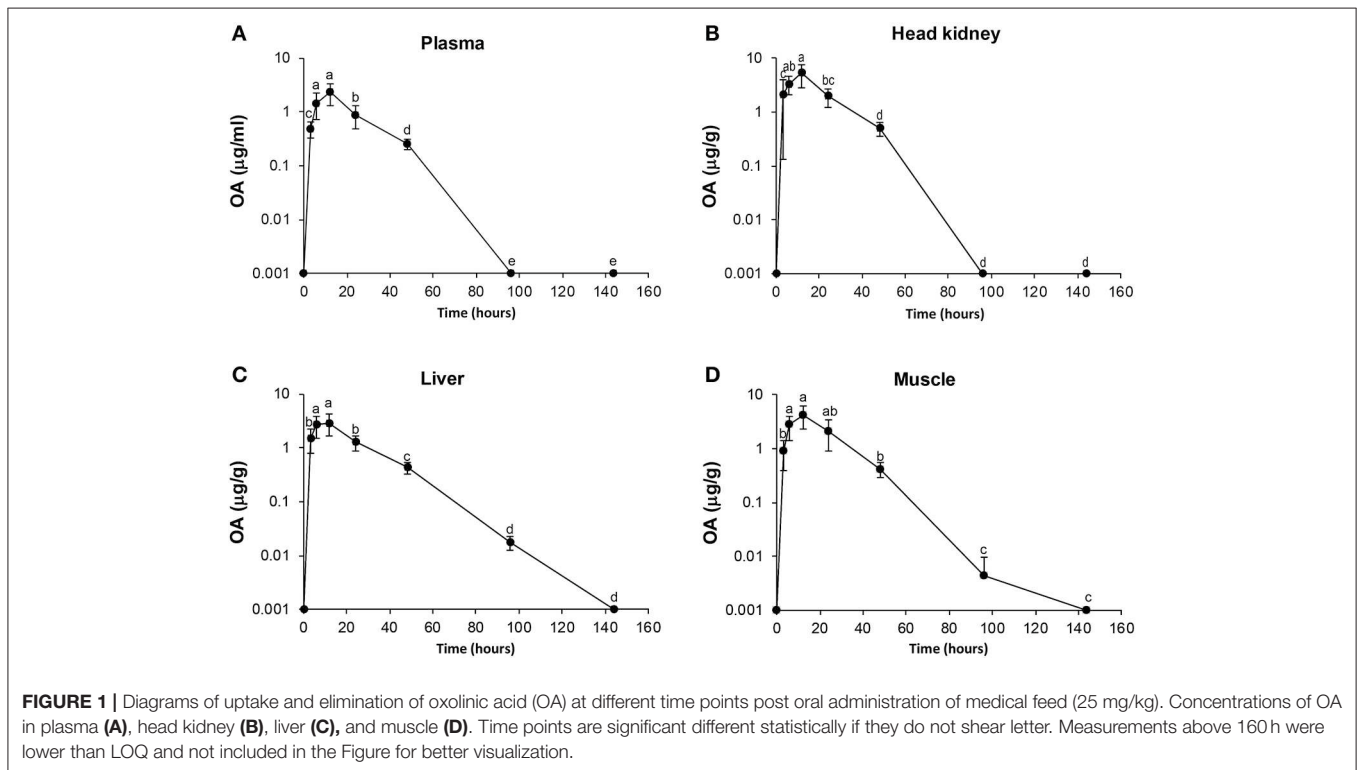 A
Plasma
10
1
0.1
0.01
0.001
OA (µg/ml)
c
a
a
b
d
e
e
0 20 40 60 80 100 120 140 160
Time (hours)
B
Head kidney
10
1
0.1
0.01
0.001
OA (µg/g)
c
ab
a
bc
d
d
d
0 20 40 60 80 100 120 140 160
Time (hours)
C
Liver
10
1
0.1
0.01
0.001
OA (µg/g)
b
a
a
b
c
d
d
0 20 40 60 80 100 120 140 160
Time (hours)
D
Muscle
10
1
0.1
0.01
0.001
OA (µg/g)
b
a
a
ab
b
c
c
0 20 40 60 80 100 120 140 160
Time (hours)
FIGURE 1 | Diagrams of uptake and elimination of oxolinic acid (OA) at different time points post oral administration of medical feed (25 mg/kg). Concentrations of OA
in plasma (A), head kidney (B), liver (C), and muscle (D). Time points are significant different statistically if they do not shear letter. Measurements above 160 h were
lower than LOQ and not included in the Figure for better visualization.